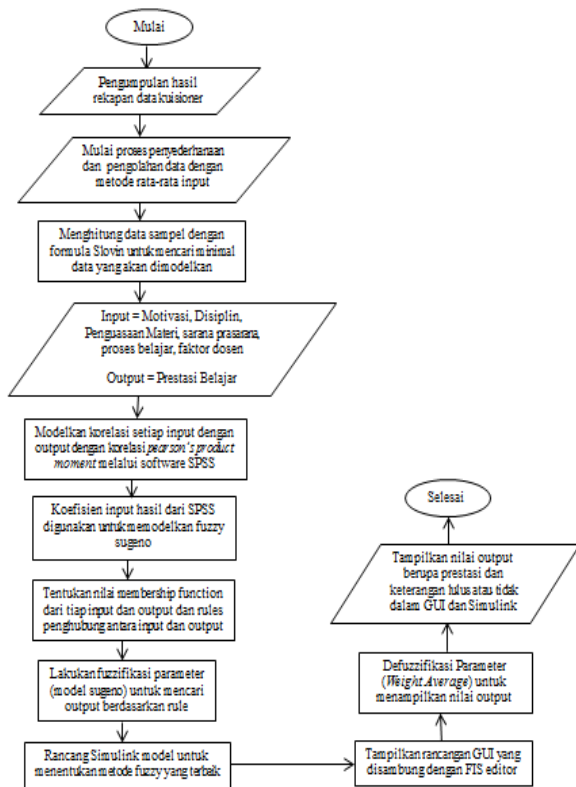 Mulai
Pengumpulan hasil
rekapan data kuisioner
Mulai proses penyederhanaan
dan pengolahan data dengan
metode rata-rata input
Menghitung data sampel dengan
formula Slovin untuk mencari minimal
data yang akan dimodelkan
Input = Motivasi, Disiplin,
Penguasaan Materi, sarana prasarana,
proses belajar, faktor dosen
Output = Prestasi Belajar
Modelkan korelasi setiap input dengan
output dengan korelasi pearson's product
moment melalui software SPSS
Koefisien input hasil dari SPSS
digunakan untuk memodelkan fuzzy
sugeno
Tentukan nilai membership function
dari tiap input dan output dan rules
penghubung antara input dan output
Lakukan fuzzifikasi parameter
(model sugeno) untuk mencari
output berdasarkan rule
Rancang Simulink model untuk
menentukan metode fuzzy yang terbaik
Tampilkan rancangan GUI yang
disambung dengan FIS editor
Defuzzifikasi Parameter
(Weight Average) untuk
menampilkan nilai output
Tampilkan nilai output
berupa prestasi dan
keterangan lulus atau tidak
dalam GUI dan Simulink
Selesai